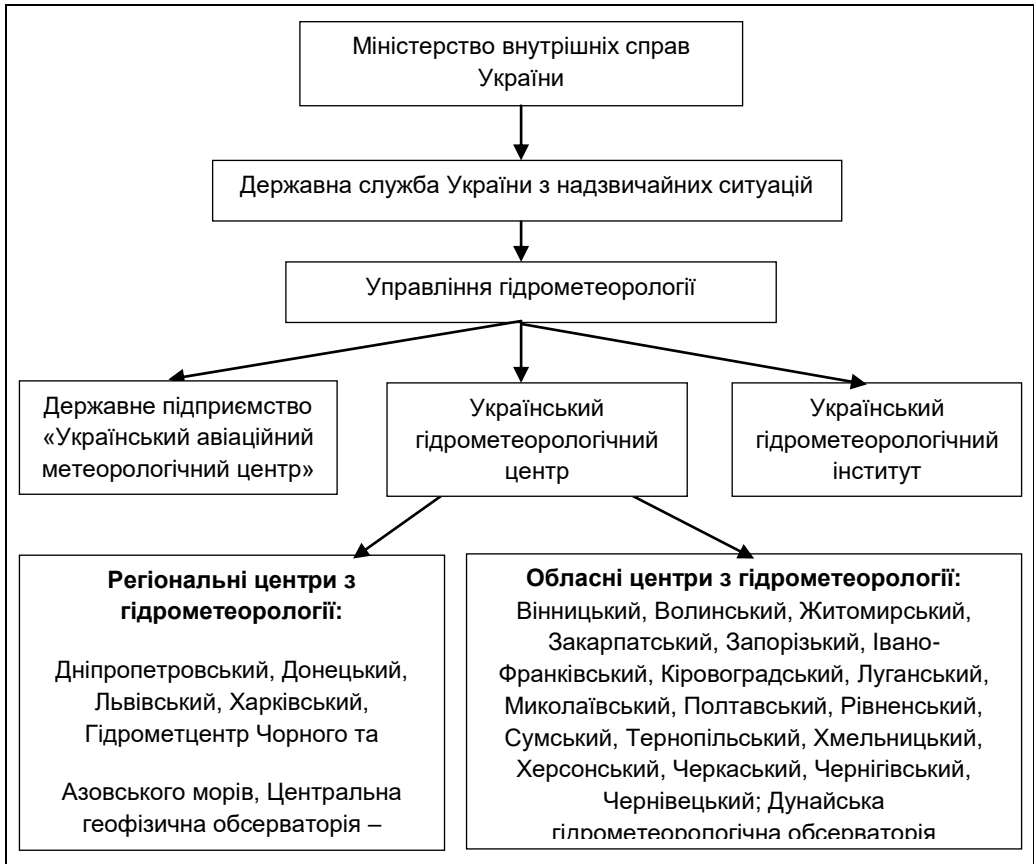 Міністерство внутрішніх справ
України
Державна служба України з надзвичайних ситуацій
Управління гідрометеорології
Державне підприємство
«Український авіаційний
метеорологічний центр»
Український
гідрометеорологічний
центр
Український
гідрометеорологічний
інститут
Регіональні центри з
гідрометеорології:
Дніпропетровський, Донецький,
Львівський, Харківський,
Гідрометцентр Чорного та
Азовського морів, Центральна
геофізична обсерваторія –
Обласні центри з гідрометеорології:
Вінницький, Волинський, Житомирський,
Закарпатський, Запорізький, Івано-
Франківський, Кіровоградський, Луганський,
Миколаївський, Полтавський, Рівненський,
Сумський, Тернопільський, Хмельницький,
Херсонський, Черкаський, Чернігівський,
Чернівецький; Дунайська
гідрометеорологічна обсерваторія